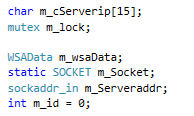 char m_cServerip[15];
mutex m_lock;
WSAData m_wsaData;
static SOCKET m_Socket;
sockaddr_in m_Serveraddr;
int m_id = 0;